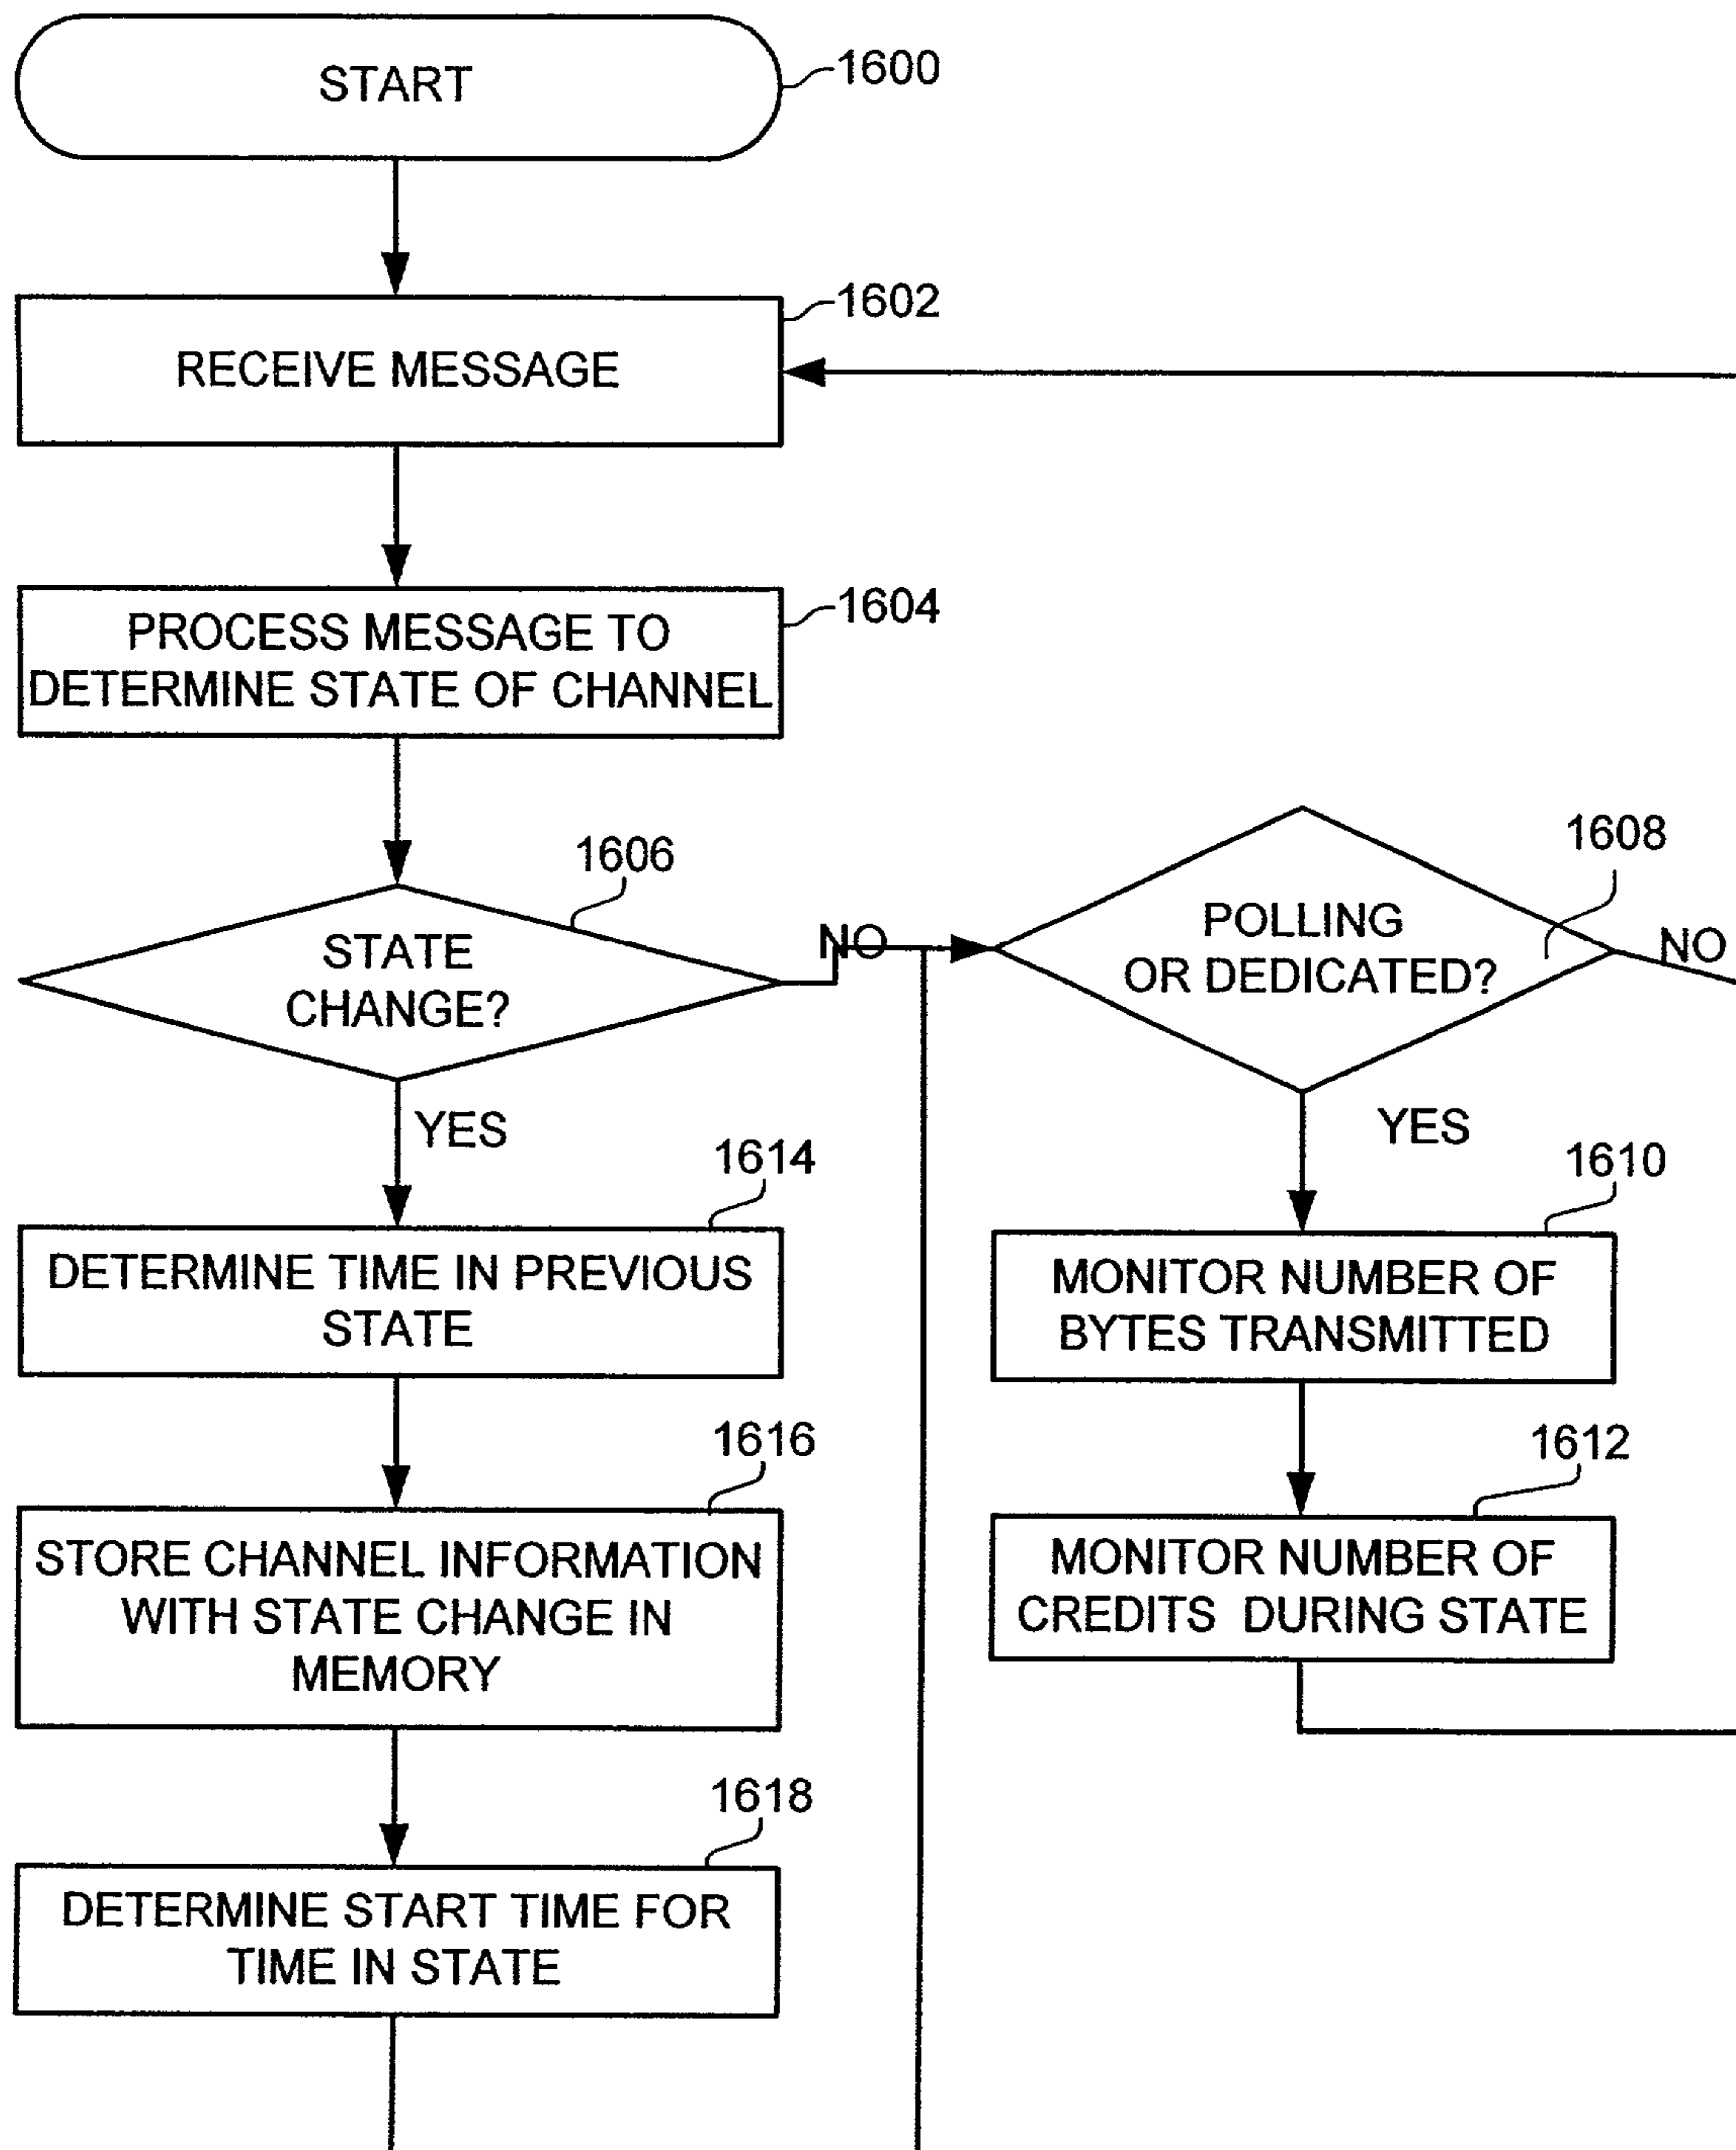 START
1600
1602
RECEIVE MESSAGE
1604
PROCESS MESSAGE TO
DETERMINE STATE OF CHANNEL
1606
STATE
CHANGE?
NO
YES
1608
POLLING
OR DEDICATED?
NO
YES
1610
MONITOR NUMBER OF
BYTES TRANSMITTED
1612
MONITOR NUMBER OF
CREDITS DURING STATE
1614
DETERMINE TIME IN PREVIOUS
STATE
1616
STORE CHANNEL INFORMATION
WITH STATE CHANGE IN
MEMORY
1618
DETERMINE START TIME FOR
TIME IN STATE